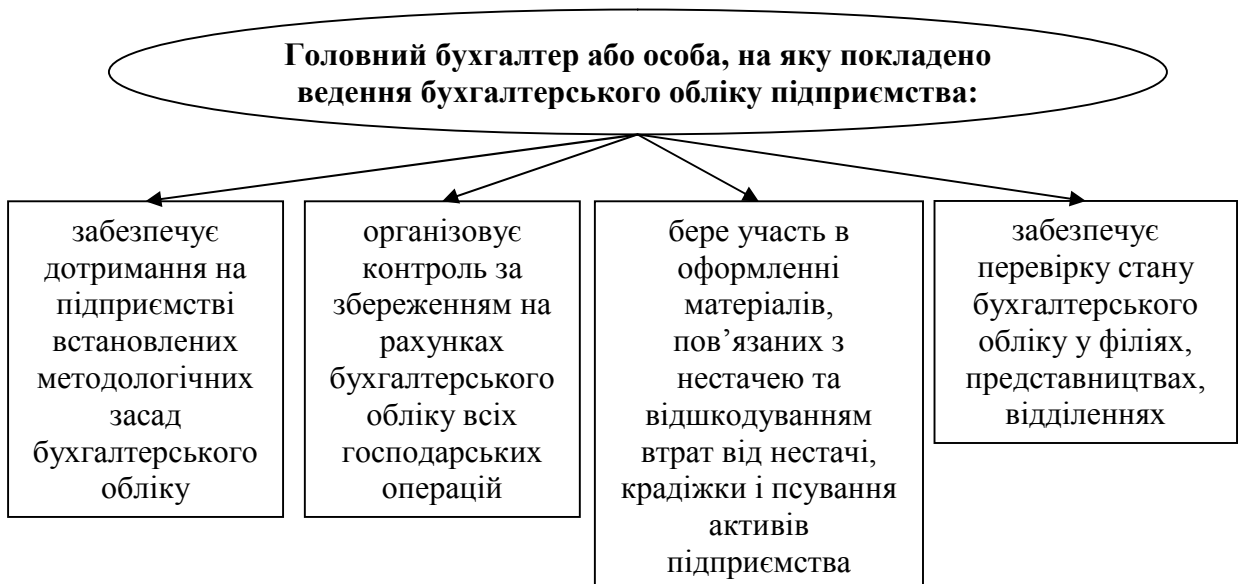 Головний бухгалтер або особа, на яку покладено
ведення бухгалтерського обліку підприємства:
забезпечує
дотримання на
підприємстві
встановлених
методологічних
засад
бухгалтерського
обліку
організовує
контроль за
збереженням на
рахунках
бухгалтерського
обліку всіх
господарських
операцій
бере участь в
оформленні
матеріалів,
пов’язаних з
нестачею та
відшкодуванням
втрат від нестачі,
крадіжки і псування
активів
підприємства
забезпечує
перевірку стану
бухгалтерського
обліку у філіях,
представництвах,
відділеннях